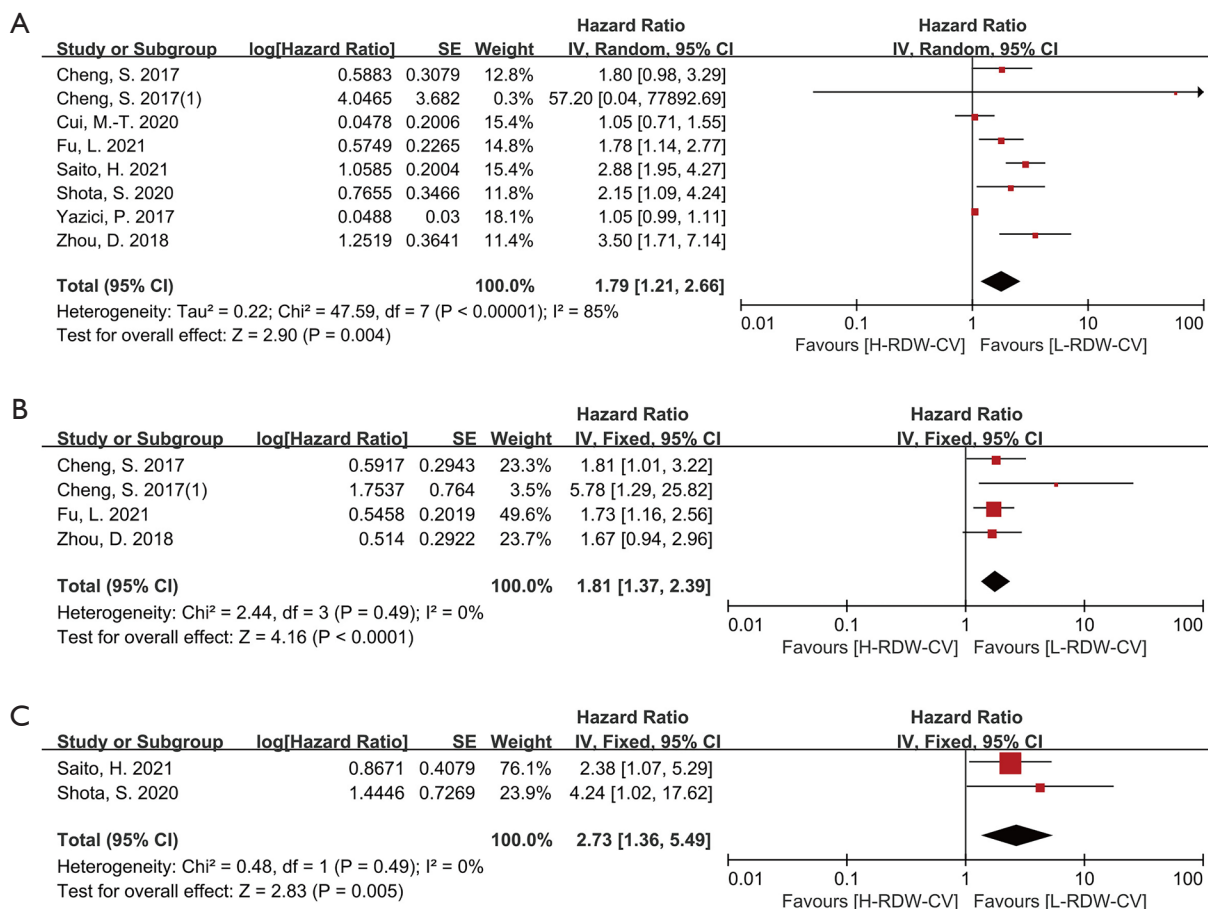 A
Hazard Ratio Hazard Ratio
Study or Subgroup log[Hazard Ratio] SE Weight IV, Random, 95% CI IV, Random, 95% CI
Cheng, S. 2017 0.5883 0.3079 12.8% 1.80 [0.98, 3.29]
Cheng, S. 2017(1) 4.0465 3.682 0.3% 57.20 [0.04, 77892.69]
Cui, M.-T. 2020 0.0478 0.2006 15.4% 1.05 [0.71, 1.55]
Fu, L. 2021 0.5749 0.2265 14.8% 1.78 [1.14, 2.77]
Saito, H. 2021 1.0585 0.2004 15.4% 2.88 [1.95, 4.27]
Shota, S. 2020 0.7655 0.3466 11.8% 2.15 [1.09, 4.24]
Yazici, P. 2017 0.0488 0.03 18.1% 1.05 [0.99, 1.11]
Zhou, D. 2018 1.2519 0.3641 11.4% 3.50 [1.71, 7.14]
Total (95% CI) 100.0% 1.79 [1.21, 2.66]
Heterogeneity: Tau² = 0.22; Chi² = 47.59, df = 7 (P < 0.00001); I² = 85%
Test for overall effect: Z = 2.90 (P = 0.004)
0.01 0.1 1 10 100
Favours [H-RDW-CV] Favours [L-RDW-CV]
B
Hazard Ratio Hazard Ratio
Study or Subgroup log[Hazard Ratio] SE Weight IV, Fixed, 95% CI IV, Fixed, 95% CI
Cheng, S. 2017 0.5917 0.2943 23.3% 1.81 [1.01, 3.22]
Cheng, S. 2017(1) 1.7537 0.764 3.5% 5.78 [1.29, 25.82]
Fu, L. 2021 0.5458 0.2019 49.6% 1.73 [1.16, 2.56]
Zhou, D. 2018 0.514 0.2922 23.7% 1.67 [0.94, 2.96]
Total (95% CI) 100.0% 1.81 [1.37, 2.39]
Heterogeneity: Chi² = 2.44, df = 3 (P = 0.49); I² = 0%
Test for overall effect: Z = 4.16 (P < 0.0001)
0.01 0.1 1 10 100
Favours [H-RDW-CV] Favours [L-RDW-CV]
C
Hazard Ratio Hazard Ratio
Study or Subgroup log[Hazard Ratio] SE Weight IV, Fixed, 95% CI IV, Fixed, 95% CI
Saito, H. 2021 0.8671 0.4079 76.1% 2.38 [1.07, 5.29]
Shota, S. 2020 1.4446 0.7269 23.9% 4.24 [1.02, 17.62]
Total (95% CI) 100.0% 2.73 [1.36, 5.49]
Heterogeneity: Chi² = 0.48, df = 1 (P = 0.49); I² = 0%
Test for overall effect: Z = 2.83 (P = 0.005)
0.01 0.1 1 10 100
Favours [H-RDW-CV] Favours [L-RDW-CV]